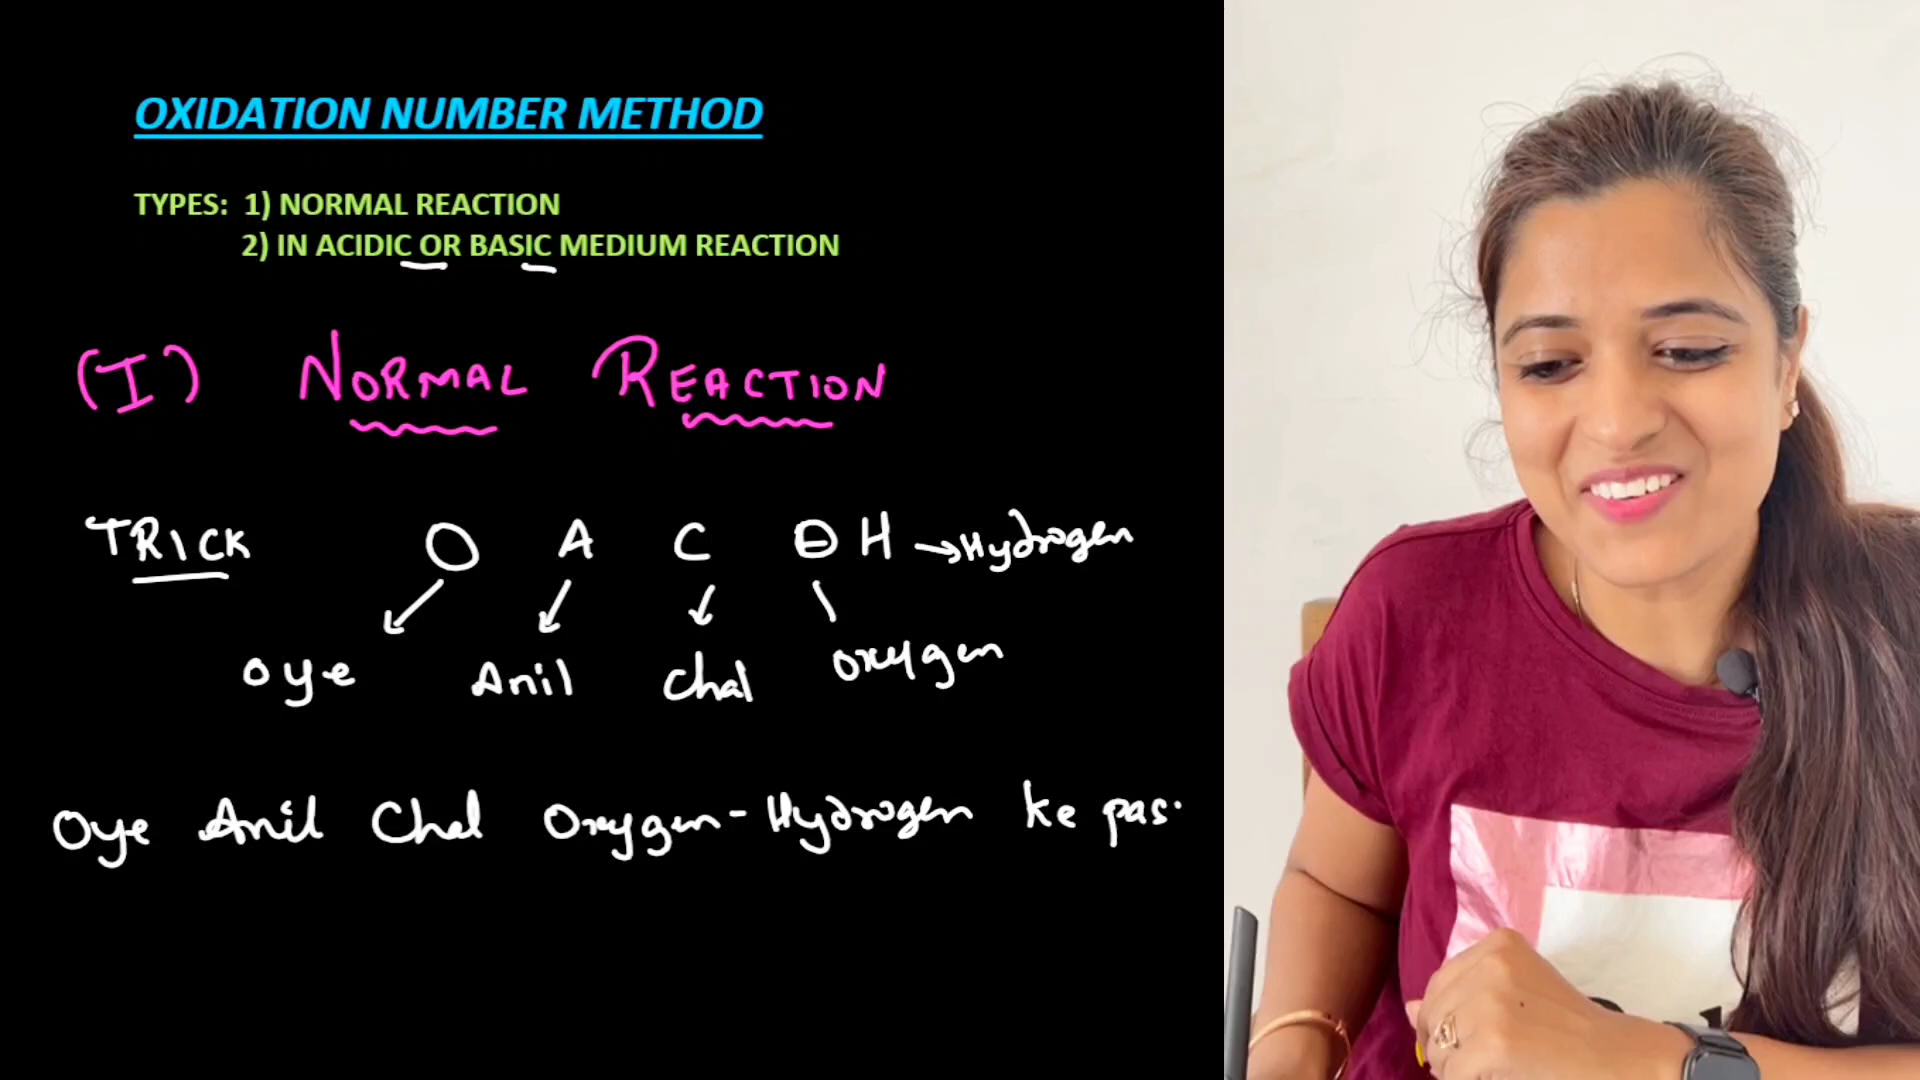 OXIDATION NUMBER METHOD
TYPES: 1) NORMAL REACTION
2) IN ACIDIC OR BASIC MEDIUM REACTION
(I) NORMAL REACTION
TRICK O A C O H → Hydrogen
oye Anil chal oxygen
Oye Anil Chal Oxygen-Hydrogen ke pas.